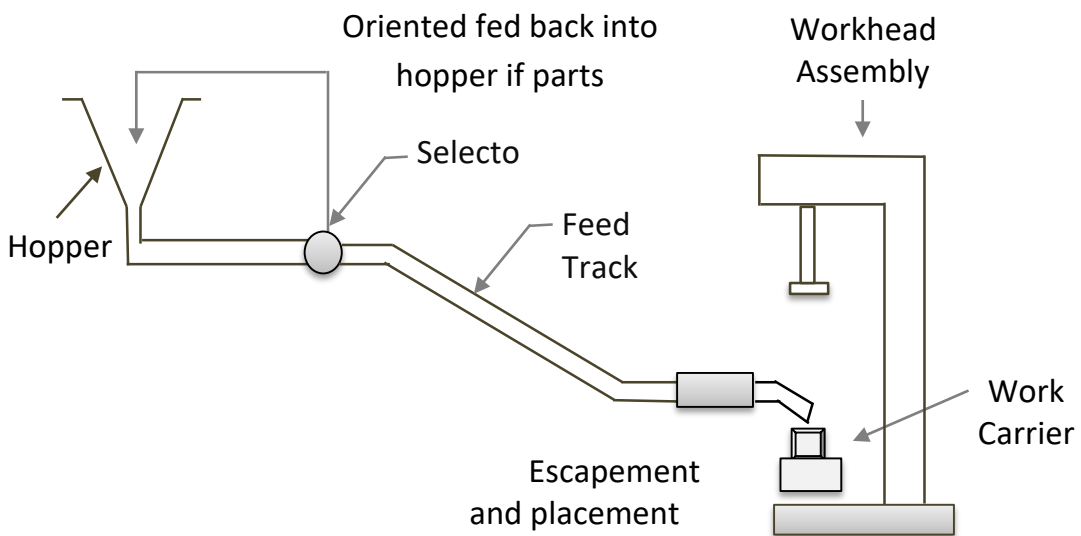 Oriented fed back into
hopper if parts
Workhead
Assembly
Selecto
Hopper
Feed
Track
Work
Carrier
Escapement
and placement